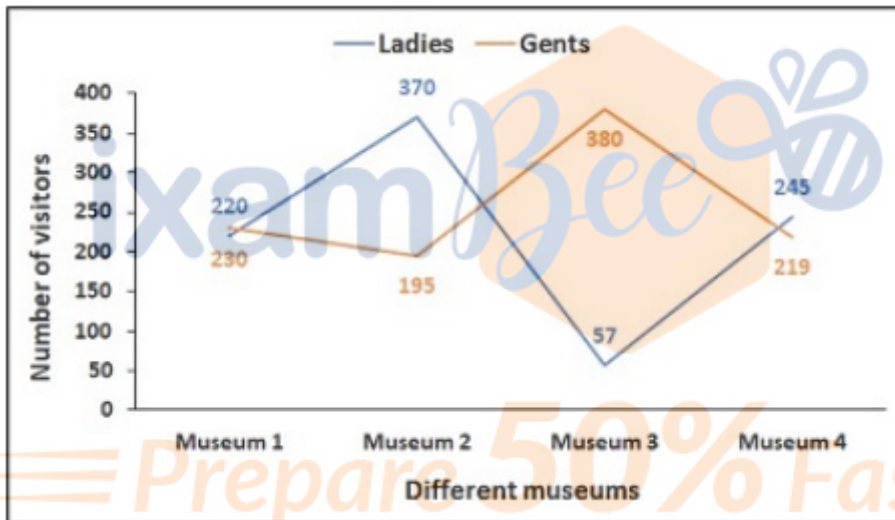 Ladies Gents
400
350
300
250
200
150
100
50
0
Number of visitors
220
370
57
245
230
195
380
219
Museum 1 Museum 2 Museum 3 Museum 4
Different museums
ixamBee
Prepare 50% Fas